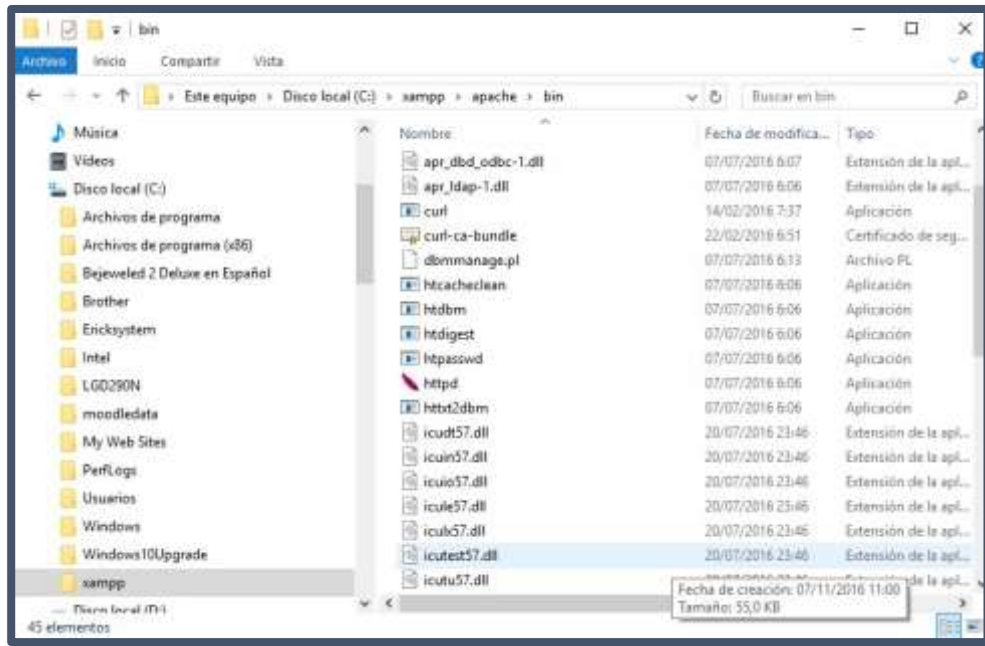 bin
Archivo Inicio Compartir Vista
Este equipo › Disco local (C:) › xampp › apache › bin
Buscar en bin
Música
Vídeos
Disco local (C:)
Archivos de programa
Archivos de programa (x86)
Bejeweled 2 Deluxe en Español
Brother
Ericksystem
Intel
LGD290N
moodledata
My Web Sites
PerfLogs
Usuarios
Windows
Windows10Upgrade
xampp
Disco local (D:)
Nombre Fecha de modifica... Tipo
apr_dbd_odbc-1.dll 07/07/2016 6:07 Extensión de la apl...
apr_ldap-1.dll 07/07/2016 6:06 Extensión de la apl...
curl 14/02/2016 7:37 Aplicación
curl-ca-bundle 22/02/2016 6:51 Certificado de seg...
dbmmanage.pl 07/07/2016 6:13 Archivo PL
htcacheclean 07/07/2016 6:06 Aplicación
htdbm 07/07/2016 6:06 Aplicación
htdigest 07/07/2016 6:06 Aplicación
htpasswd 07/07/2016 6:06 Aplicación
httpd 07/07/2016 6:06 Aplicación
httxt2dbm 07/07/2016 6:06 Aplicación
icudt57.dll 20/07/2016 23:46 Extensión de la apl...
icuin57.dll 20/07/2016 23:46 Extensión de la apl...
icuio57.dll 20/07/2016 23:46 Extensión de la apl...
icule57.dll 20/07/2016 23:46 Extensión de la apl...
iculx57.dll 20/07/2016 23:46 Extensión de la apl...
icutest57.dll 20/07/2016 23:46 Extensión de la apl...
icutu57.dll de la apl...
Fecha de creación: 07/11/2016 11:00
Tamaño: 55,0 KB
45 elementos